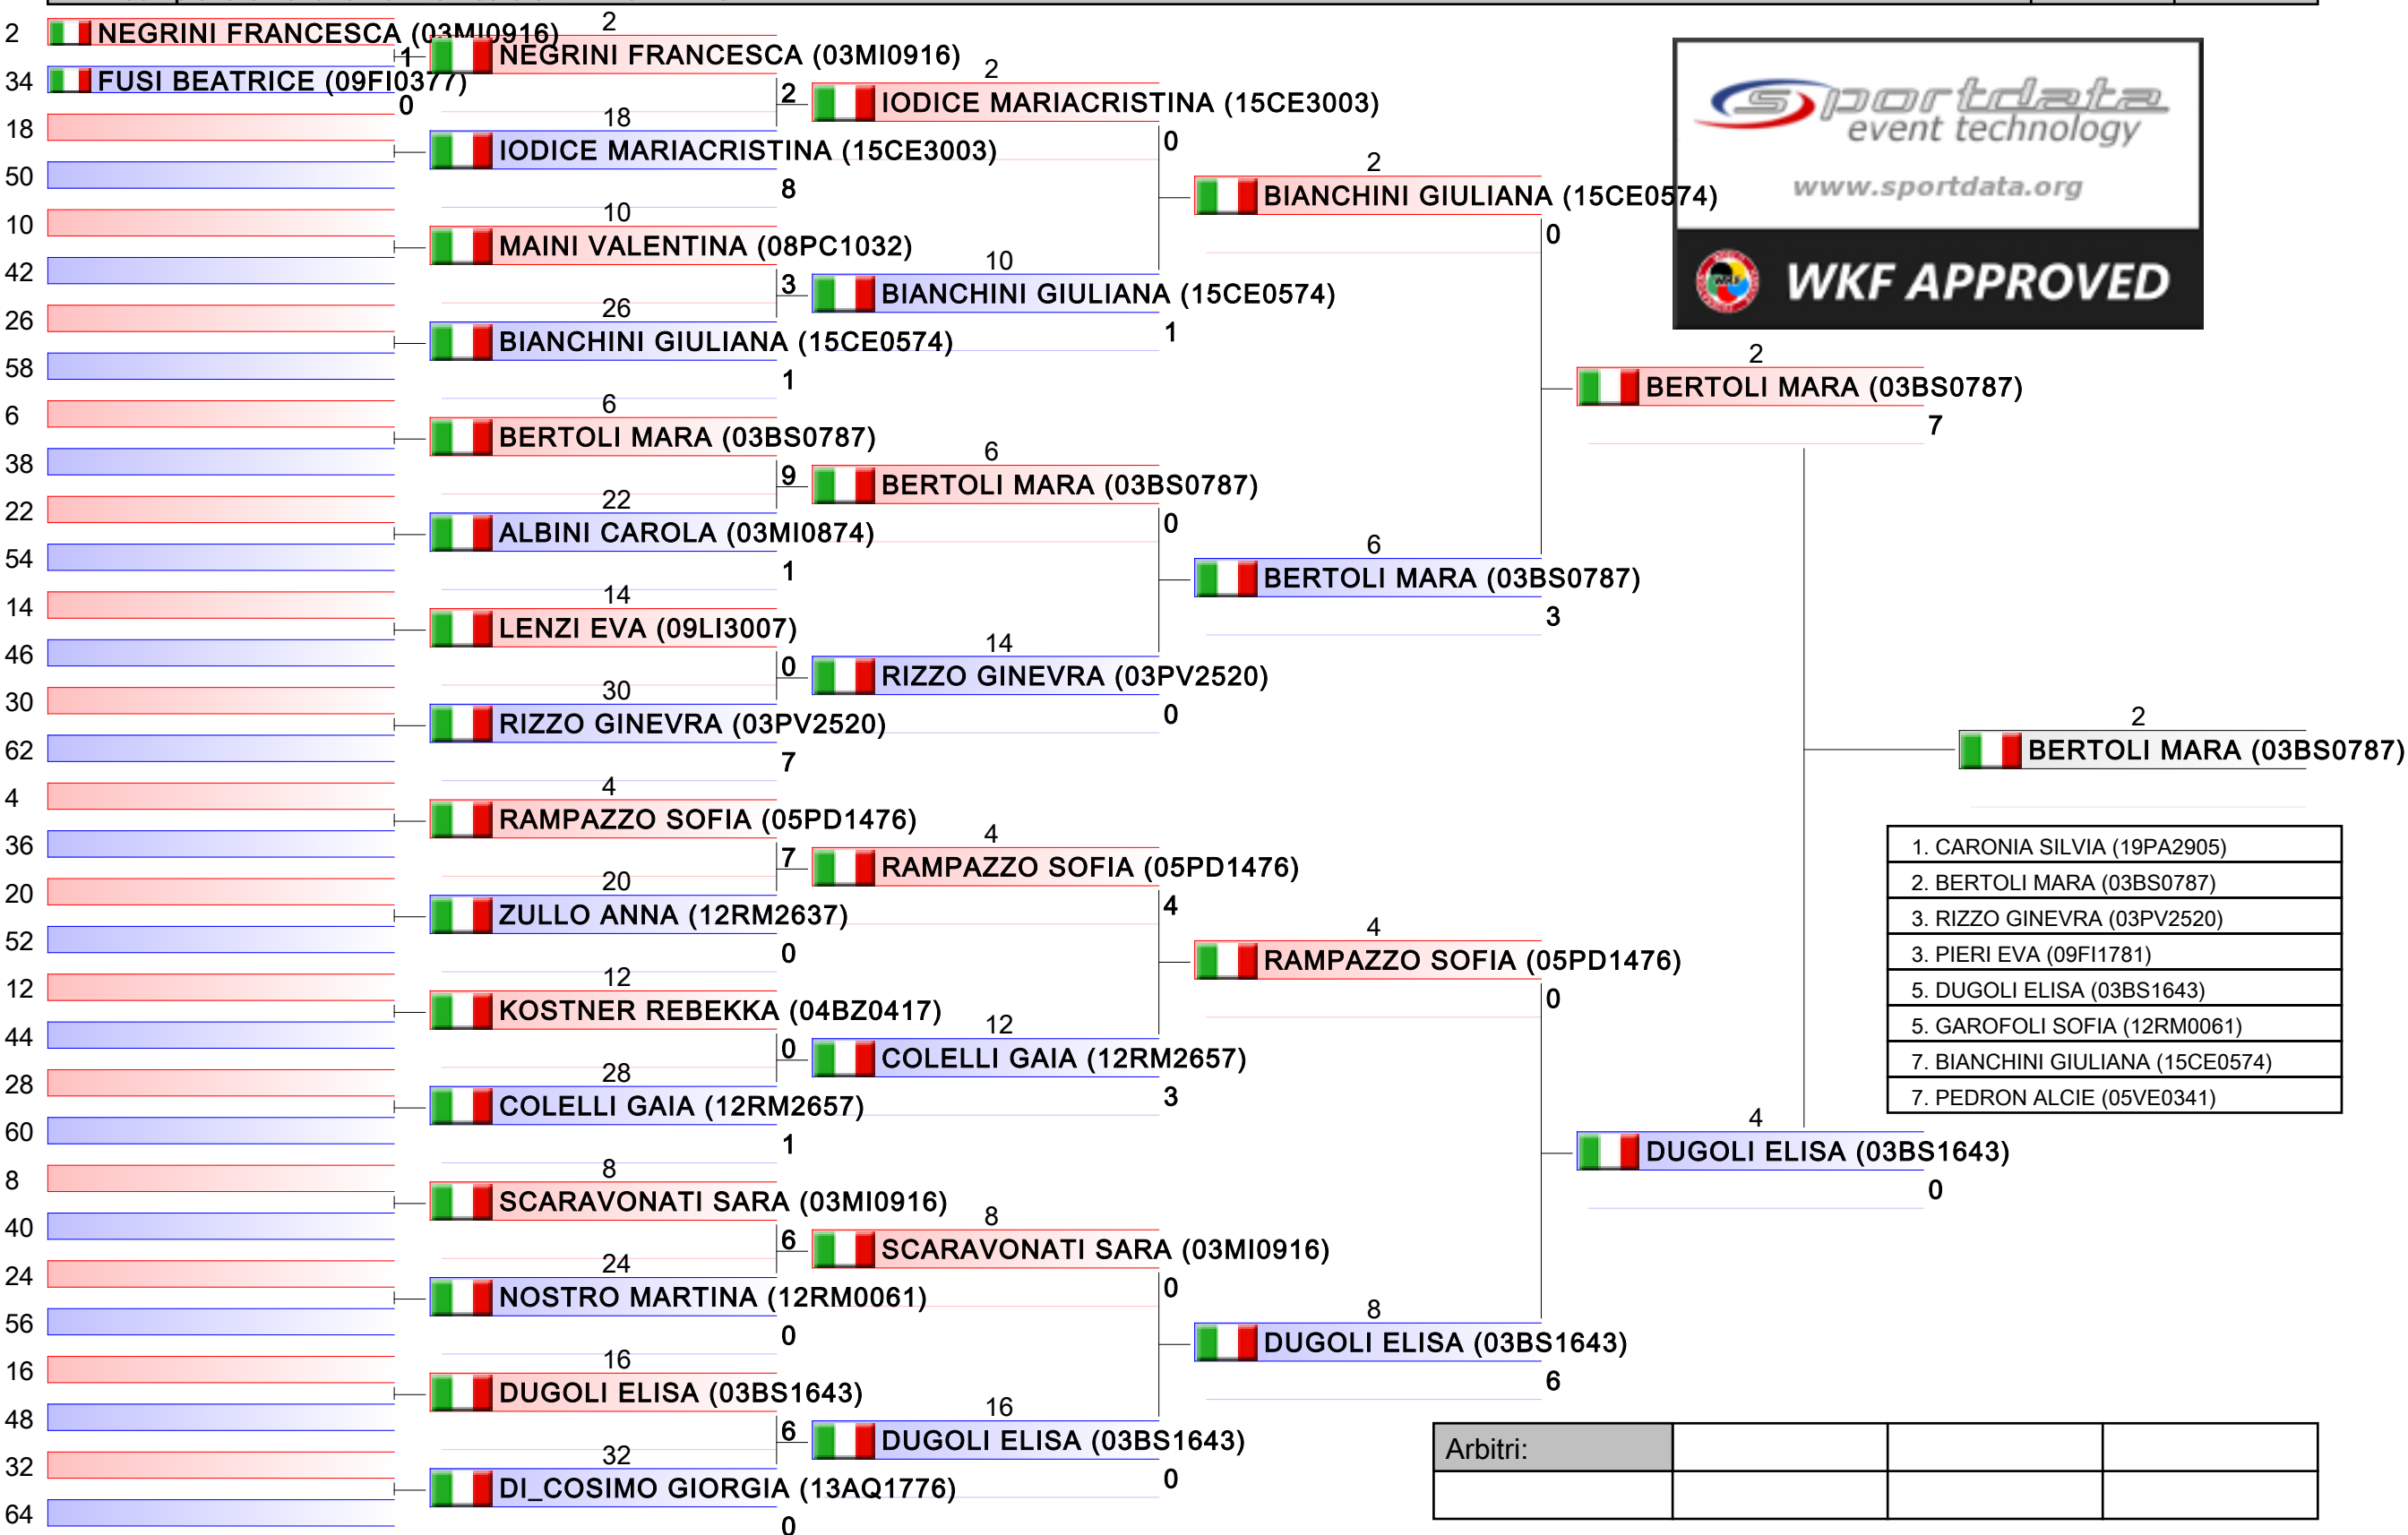 2 NEGRINI FRANCESCA (03MI0916) 1
34 FUSI BEATRICE (09FI0377) 0
18
50
10
42
26
58
6
38
22
54
14
46
30
62
4
36
20
52
12
44
28
60
8
40
24
56
16
48
32
64
2
NEGRINI FRANCESCA (03MI0916)
2
18
IODICE MARIACRISTINA (15CE3003)
8
10
MAINI VALENTINA (08PC1032)
3
26
BIANCHINI GIULIANA (15CE0574)
1
6
BERTOLI MARA (03BS0787)
9
22
ALBINI CAROLA (03MI0874)
1
14
LENZI EVA (09LI3007)
0
30
RIZZO GINEVRA (03PV2520)
7
4
RAMPAZZO SOFIA (05PD1476)
7
20
ZULLO ANNA (12RM2637)
0
12
KOSTNER REBEKKA (04BZ0417)
0
28
COLELLI GAIA (12RM2657)
1
8
SCARAVONATI SARA (03MI0916)
6
24
NOSTRO MARTINA (12RM0061)
0
16
DUGOLI ELISA (03BS1643)
6
32
DI_COSIMO GIORGIA (13AQ1776)
0
2
IODICE MARIACRISTINA (15CE3003)
0
10
BIANCHINI GIULIANA (15CE0574)
1
6
BERTOLI MARA (03BS0787)
0
14
RIZZO GINEVRA (03PV2520)
0
4
RAMPAZZO SOFIA (05PD1476)
4
12
COLELLI GAIA (12RM2657)
3
8
SCARAVONATI SARA (03MI0916)
0
16
DUGOLI ELISA (03BS1643)
0
2
BIANCHINI GIULIANA (15CE0574)
0
6
BERTOLI MARA (03BS0787)
3
4
RAMPAZZO SOFIA (05PD1476)
0
8
DUGOLI ELISA (03BS1643)
6
sportdata
event technology
www.sportdata.org
WKF APPROVED
2
BERTOLI MARA (03BS0787)
7
4
DUGOLI ELISA (03BS1643)
0
2
BERTOLI MARA (03BS0787)
1. CARONIA SILVIA (19PA2905)
2. BERTOLI MARA (03BS0787)
3. RIZZO GINEVRA (03PV2520)
3. PIERI EVA (09FI1781)
5. DUGOLI ELISA (03BS1643)
5. GAROFOLI SOFIA (12RM0061)
7. BIANCHINI GIULIANA (15CE0574)
7. PEDRON ALCIE (05VE0341)
Arbitri: